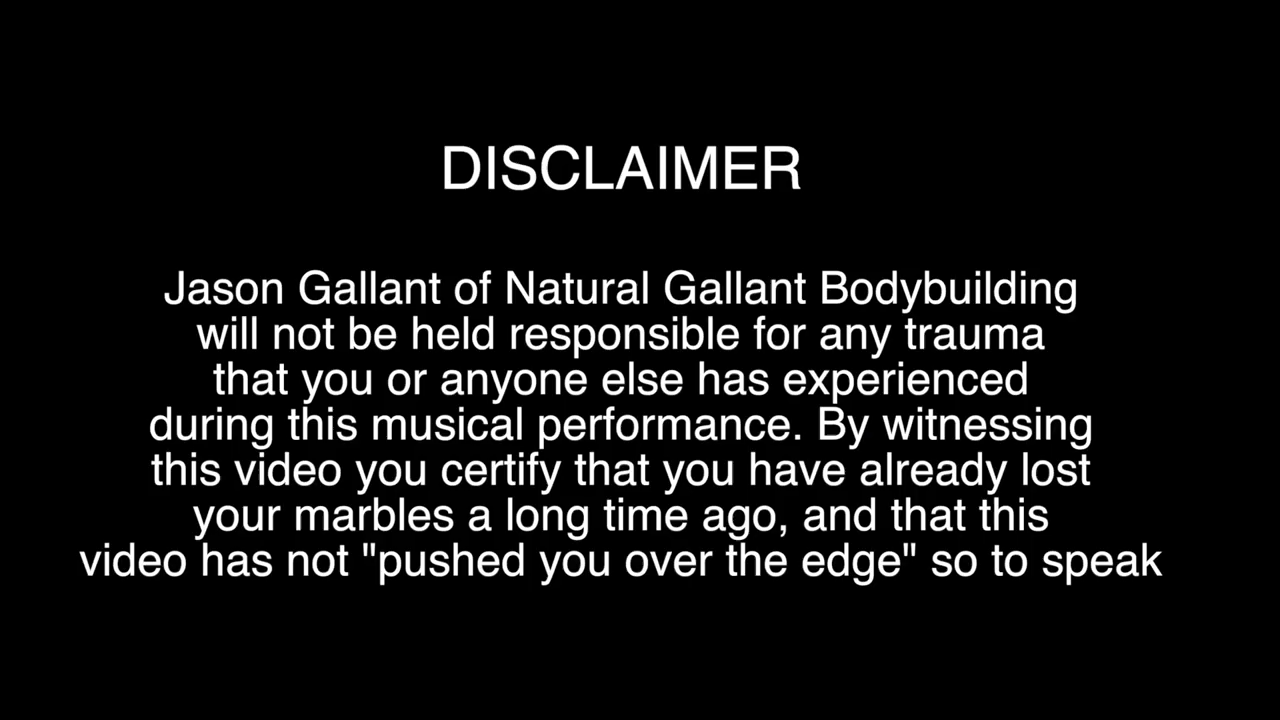 DISCLAIMER
Jason Gallant of Natural Gallant Bodybuilding
will not be held responsible for any trauma
that you or anyone else has experienced
during this musical performance. By witnessing
this video you certify that you have already lost
your marbles a long time ago, and that this
video has not "pushed you over the edge" so to speak